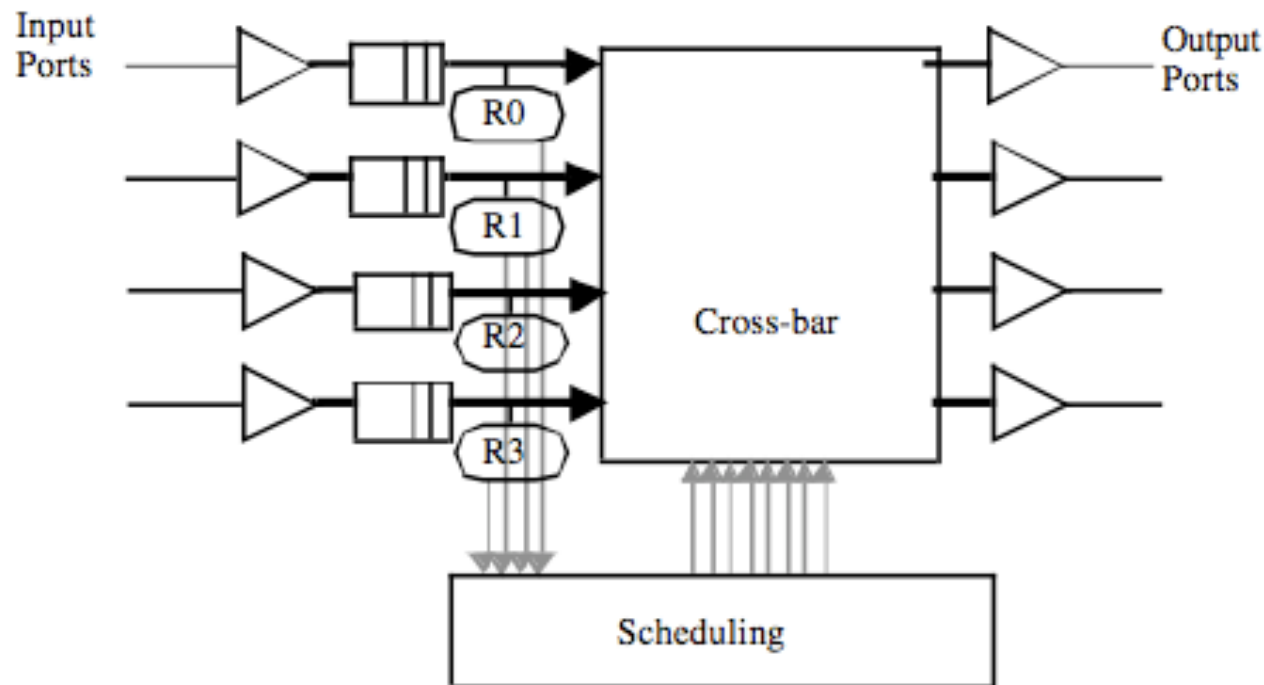 Input
Ports
Output
Ports
R0
R1
R2
R3
Cross-bar
Scheduling